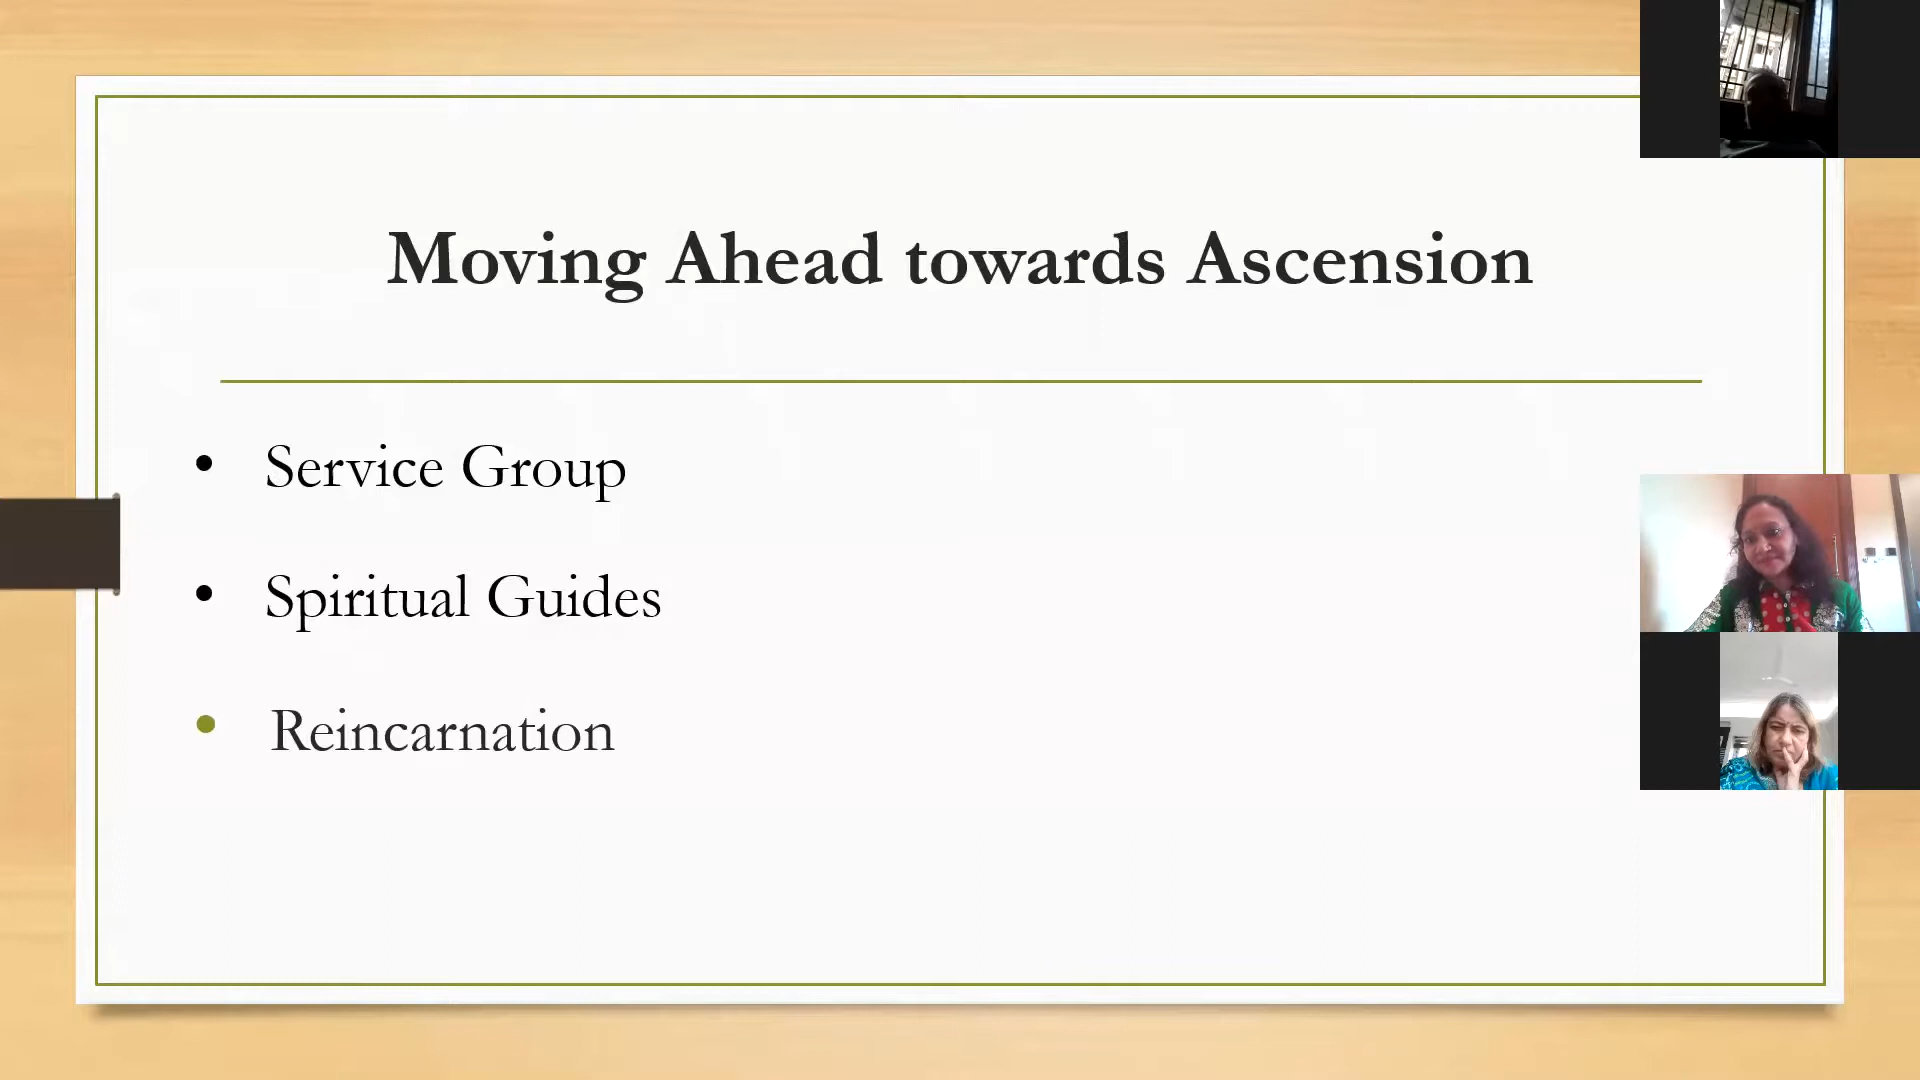 Moving Ahead towards Ascension
• Service Group
• Spiritual Guides
• Reincarnation